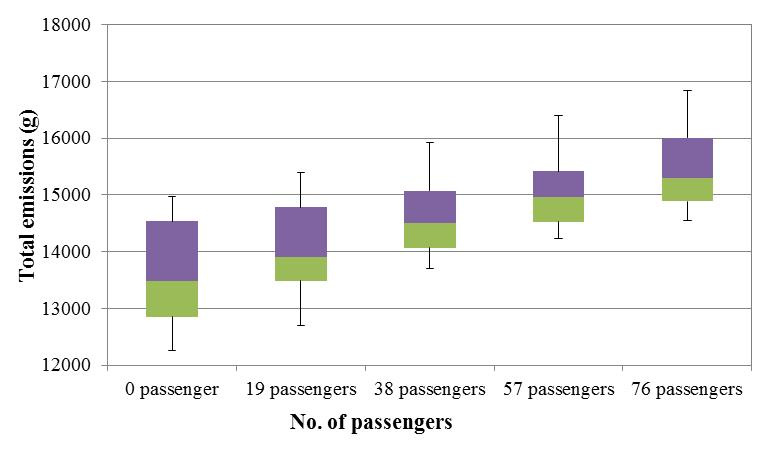 18000
17000
16000
15000
14000
13000
12000
Total emissions (g)
0 passenger 19 passengers 38 passengers 57 passengers 76 passengers
No. of passengers